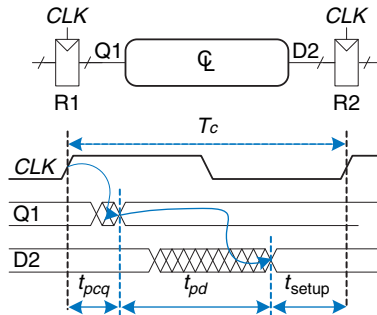 CLK CLK
Q1 CL D2
R1 R2
Tc
CLK
Q1
D2
tpcq tpd tsetup